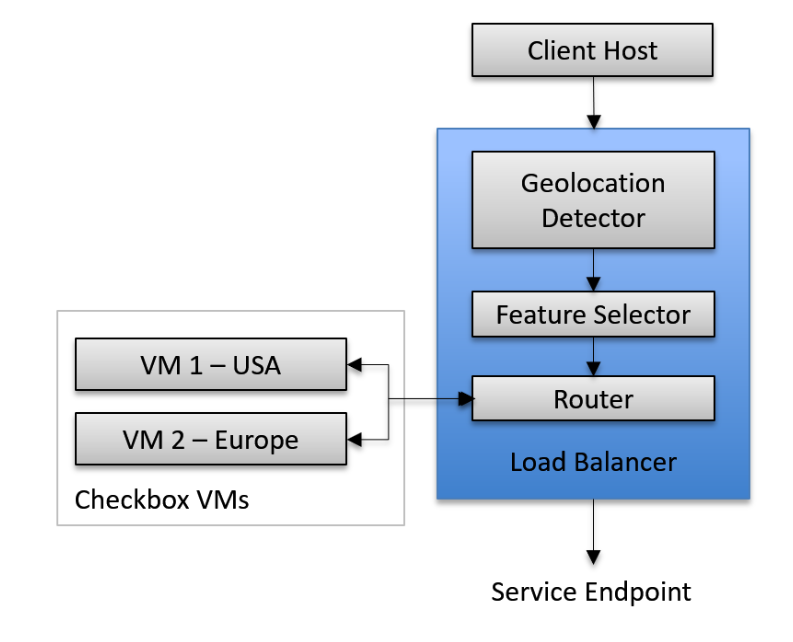 Client Host
Geolocation
Detector
Feature Selector
VM 1 – USA
Router
VM 2 – Europe
Load Balancer
Checkbox VMs
Service Endpoint